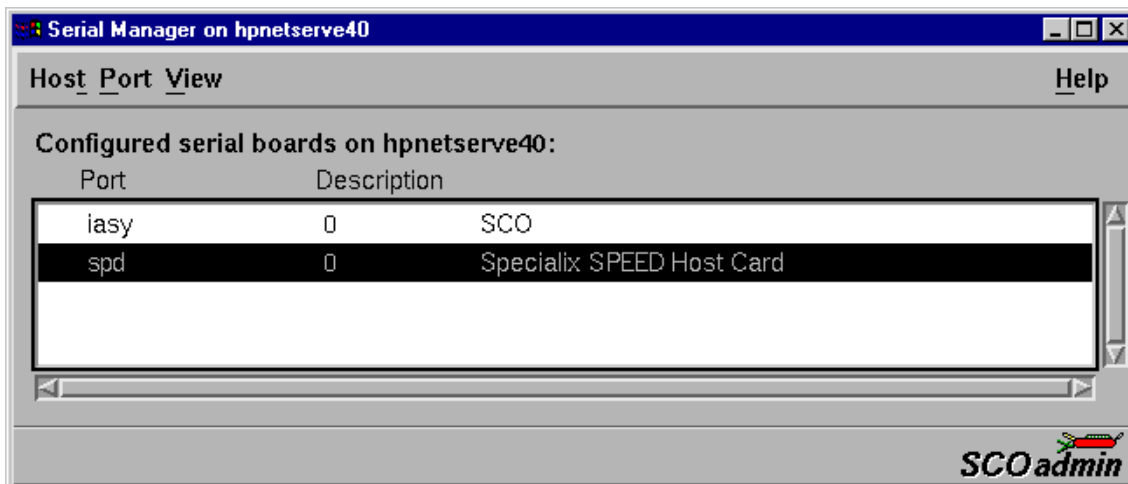 Serial Manager on hpnetserve40
Host Port View Help
Configured serial boards on hpnetserve40:
Port Description
iasy 0 SCO
spd 0 Specialix SPEED Host Card
SCOadmin